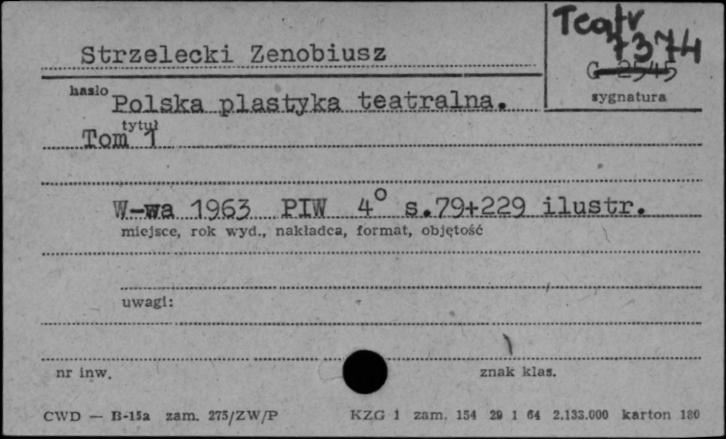 Teatr
7374
Strzelecki Zenobiusz
G 2545
hasło
sygnatura
Polska plastyka teatralna.
tytuł
Tom 1
W-wa 1963 PIW 4° s.79+229 ilustr.
miejsce, rok wyd., nakładca, format, objętość
uwagi:
nr inw.
znak klas.
CWD — B-15a zam. 275/ZW/P KZG 1 zam. 154 29 1 64 2.133.000 karton 180